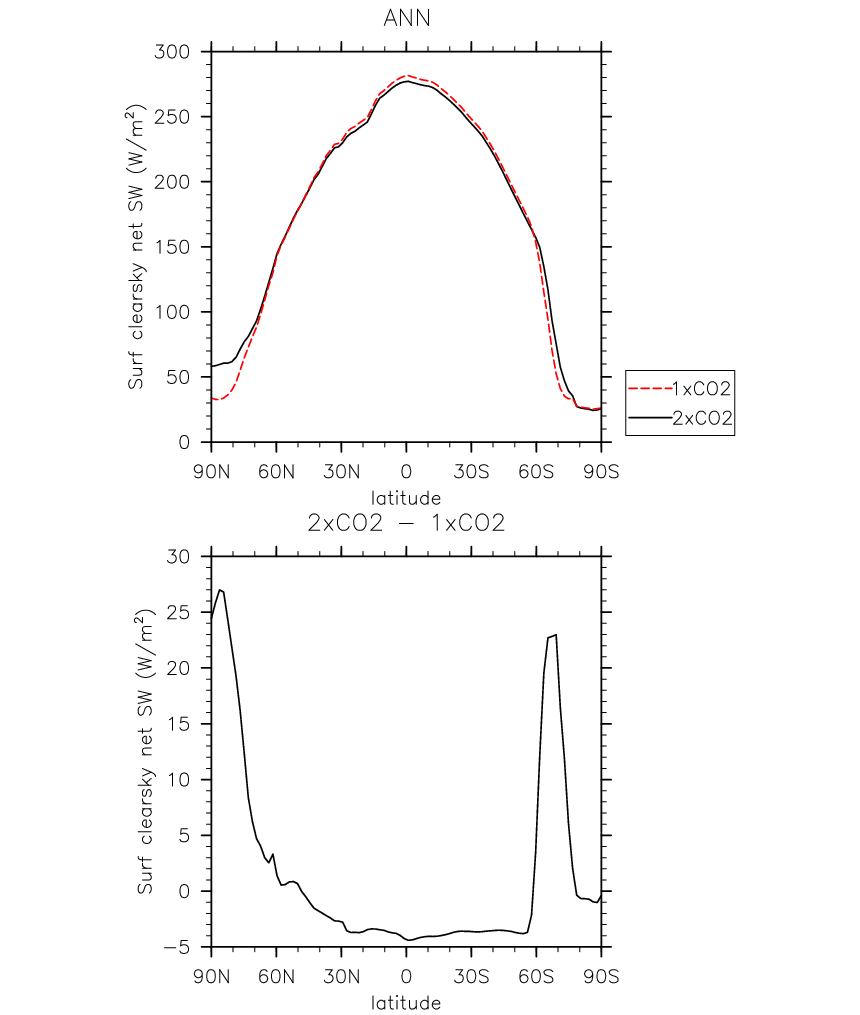 ANN
Surf clearsky net SW (W/m²)
300
250
200
150
100
50
0
90N 60N 30N 0 30S 60S 90S
latitude
1xCO2
2xCO2
2xCO2 − 1xCO2
Surf clearsky net SW (W/m²)
30
25
20
15
10
5
0
−5
90N 60N 30N 0 30S 60S 90S
latitude